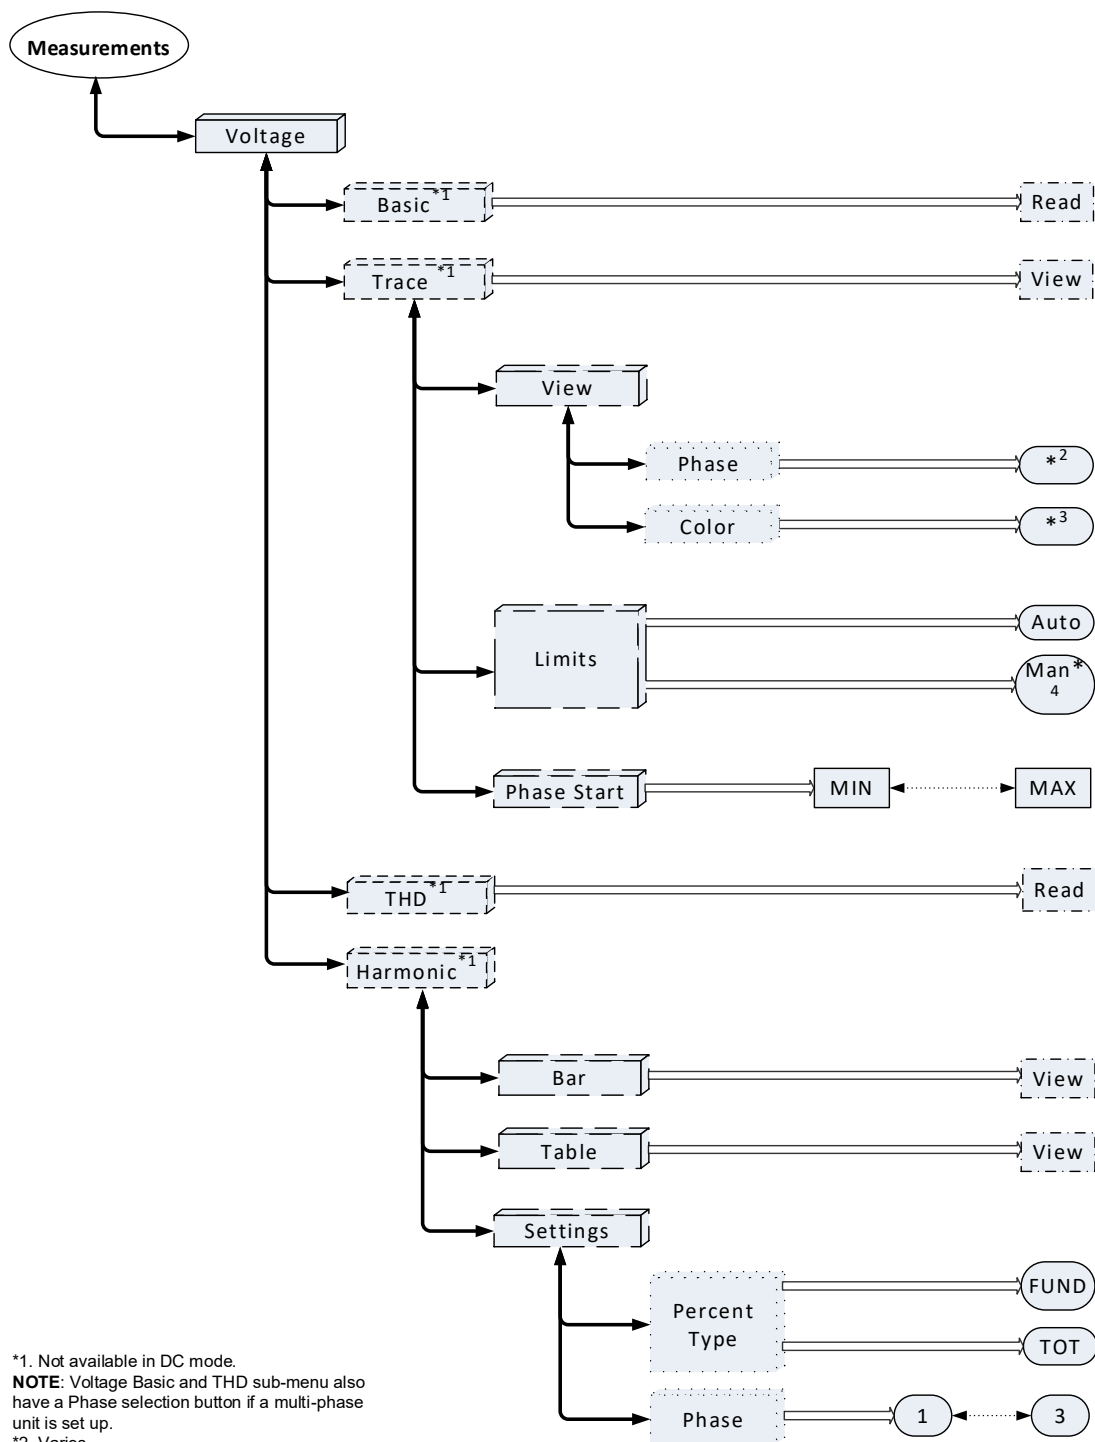 Measurements
Voltage
Basic*1
Read
Trace*1
View
View
Phase
*2
Color
*3
Limits
Auto
Man*
4
Phase Start
MIN
MAX
THD*1
Read
Harmonic*1
Bar
View
Table
View
Settings
Percent
Type
FUND
TOT
Phase
1
3
*1. Not available in DC mode.
NOTE: Voltage Basic and THD sub-menu also
have a Phase selection button if a multi-phase
unit is set up.
*2. Varies